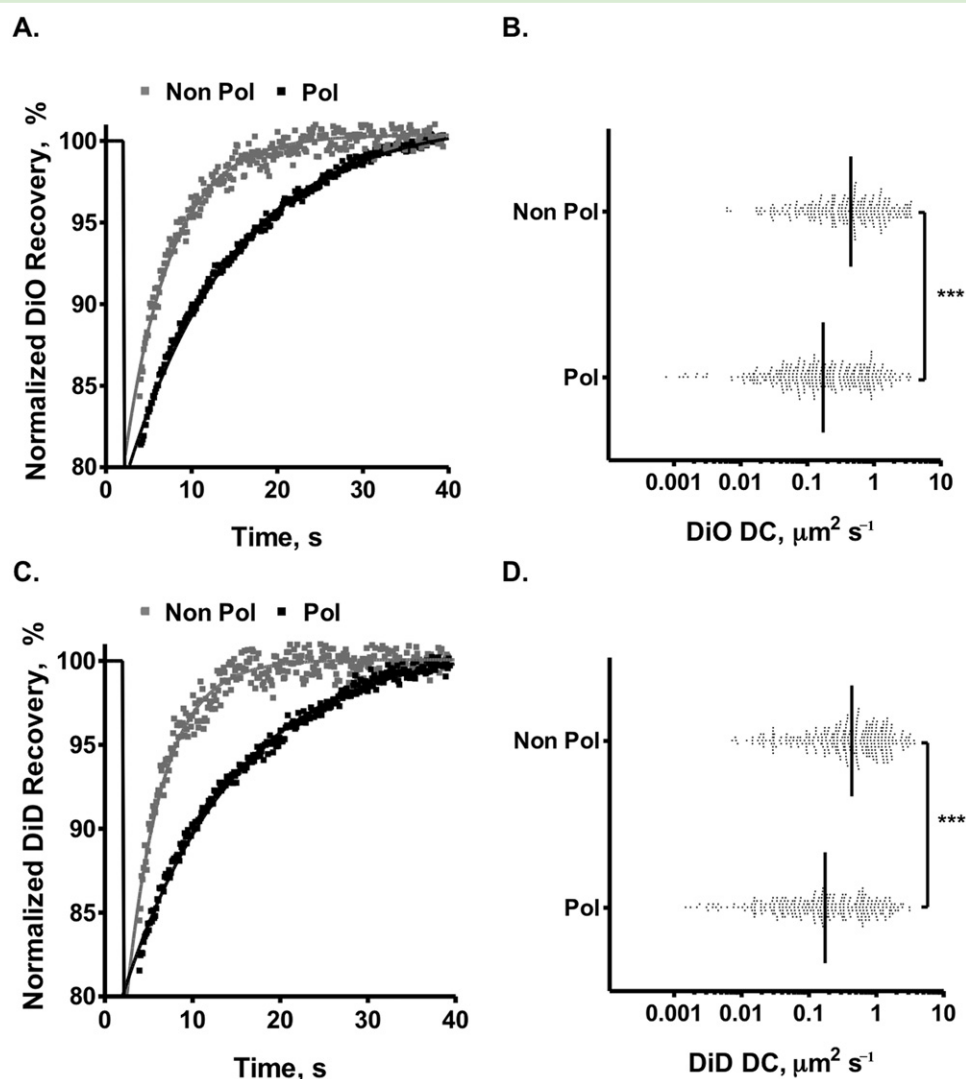 A.
Non Pol Pol
Normalized DiO Recovery, %
100
95
90
85
80
0 10 20 30 40
Time, s
B.
Non Pol
Pol
***
0.001 0.01 0.1 1 10
DiO DC, μm² s⁻¹
C.
Non Pol Pol
Normalized DiD Recovery, %
100
95
90
85
80
0 10 20 30 40
Time, s
D.
Non Pol
Pol
***
0.001 0.01 0.1 1 10
DiD DC, μm² s⁻¹